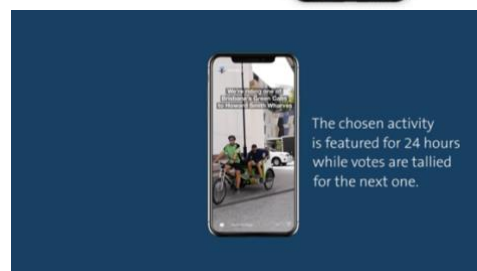 We're riding one of
Brisbane's Green Cabs
to Howard Smith Wharves
The chosen activity
is featured for 24 hours
while votes are tallied
for the next one.